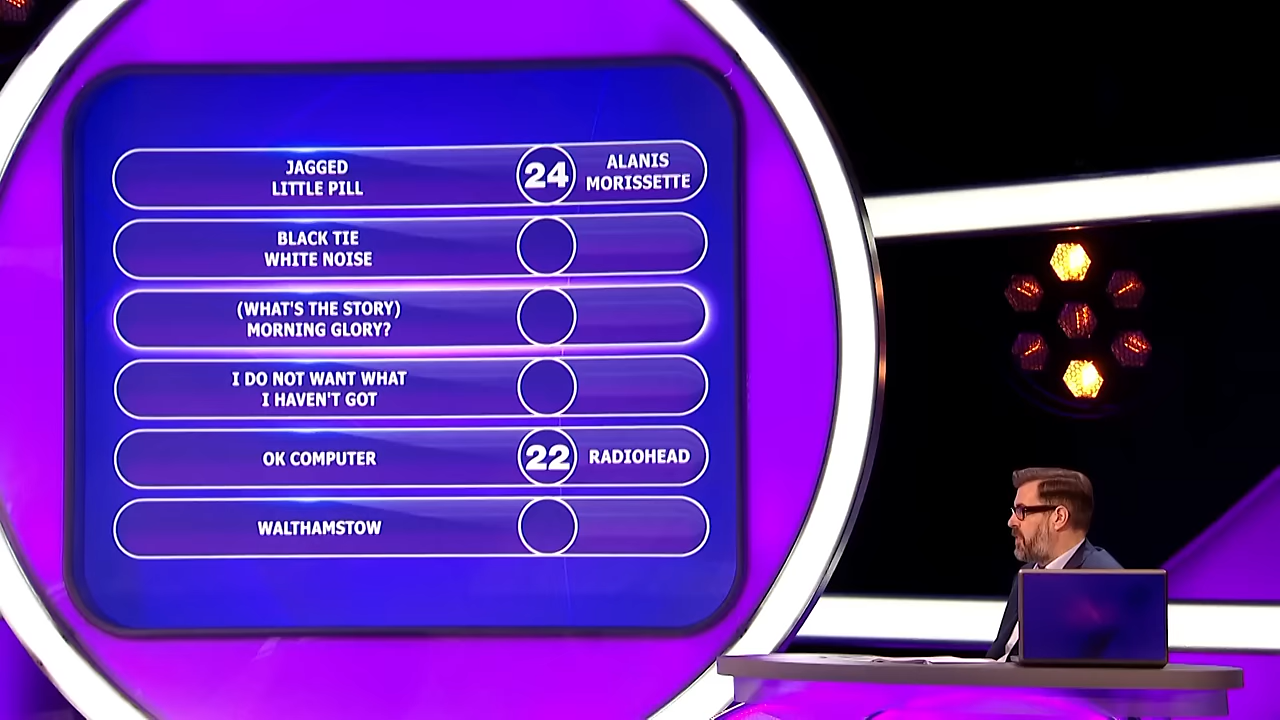 JAGGED
LITTLE PILL
24
ALANIS
MORISSETTE
BLACK TIE
WHITE NOISE
(WHAT'S THE STORY)
MORNING GLORY?
I DO NOT WANT WHAT
I HAVEN'T GOT
OK COMPUTER
22
RADIOHEAD
WALTHAMSTOW